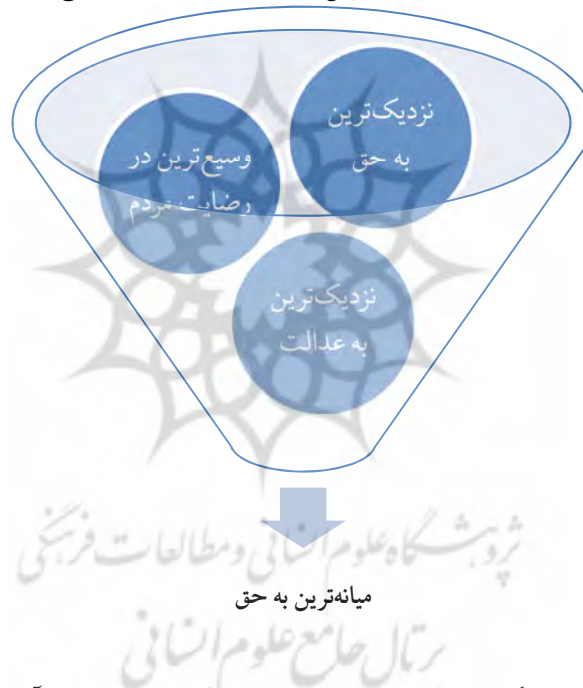 نزدیک‌ترین
به حق
وسیع‌ترین در
رضایت مردم
نزدیک‌ترین
به عدالت
پژوهشگاه علوم انسانی و مطالعات فرهنگی
میانه‌ترین به حق
پرتال جامع علوم انسانی